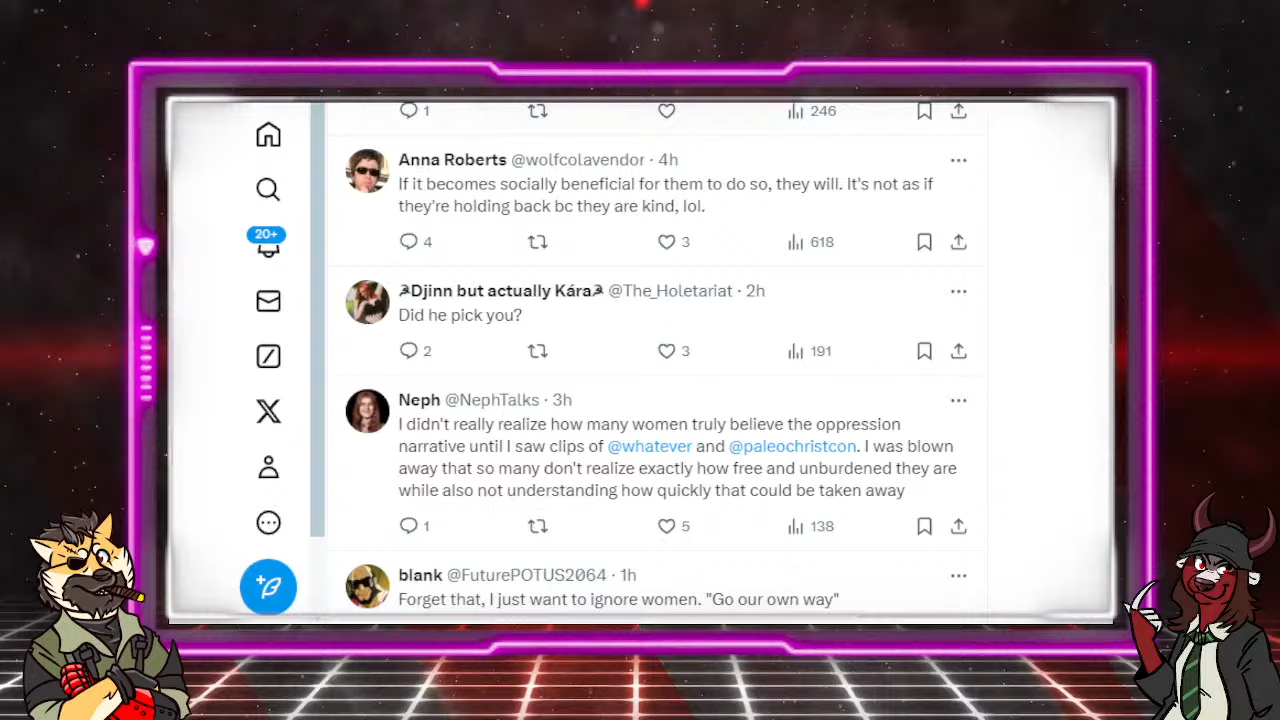 1 246
Anna Roberts @wolfcolavendor · 4h
If it becomes socially beneficial for them to do so, they will. It's not as if
they're holding back bc they are kind, lol.
20+
4 3 618
☭Djinn but actually Kára☭ @The_Holetariat · 2h
Did he pick you?
2 3 191
Neph @NephTalks · 3h
I didn't really realize how many women truly believe the oppression
narrative until I saw clips of @whatever and @paleochristcon. I was blown
away that so many don't realize exactly how free and unburdened they are
while also not understanding how quickly that could be taken away
1 5 138
blank @FuturePOTUS2064 · 1h
Forget that, I just want to ignore women. "Go our own way"